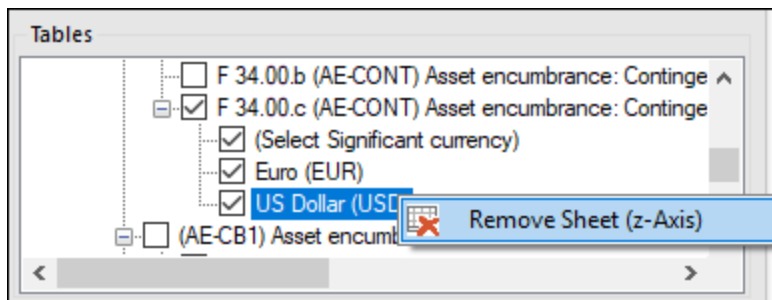 Tables
F 34.00.b (AE-CONT) Asset encumbrance: Continge
F 34.00.c (AE-CONT) Asset encumbrance: Continge
(Select Significant currency)
Euro (EUR)
US Dollar (USD
Remove Sheet (z-Axis)
(AE-CB1) Asset encumb